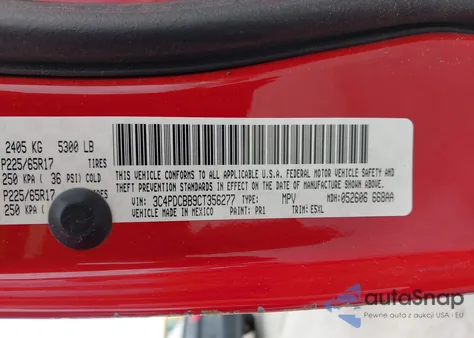 2405 KG 5300 LB
P225/65R17 TIRES
250 KPA ( 36 PSI) COLD
P225/65R17 TIRES
250 KPA (
THIS VEHICLE CONFORMS TO ALL APPLICABLE U.S.A. FEDERAL MOTOR VEHICLE SAFETY AND
THEFT PREVENTION STANDARDS IN EFFECT ON THE DATE OF MANUFACTURE SHOWN ABOVE.
VIN: 3C4PDCBB9CT356277 TYPE: MPV MDH:052606 668AA
VEHICLE MADE IN MEXICO PAINT: PR1 TRIM: E5XL
autoSnap
Pewne auta z aukcji USA - EU